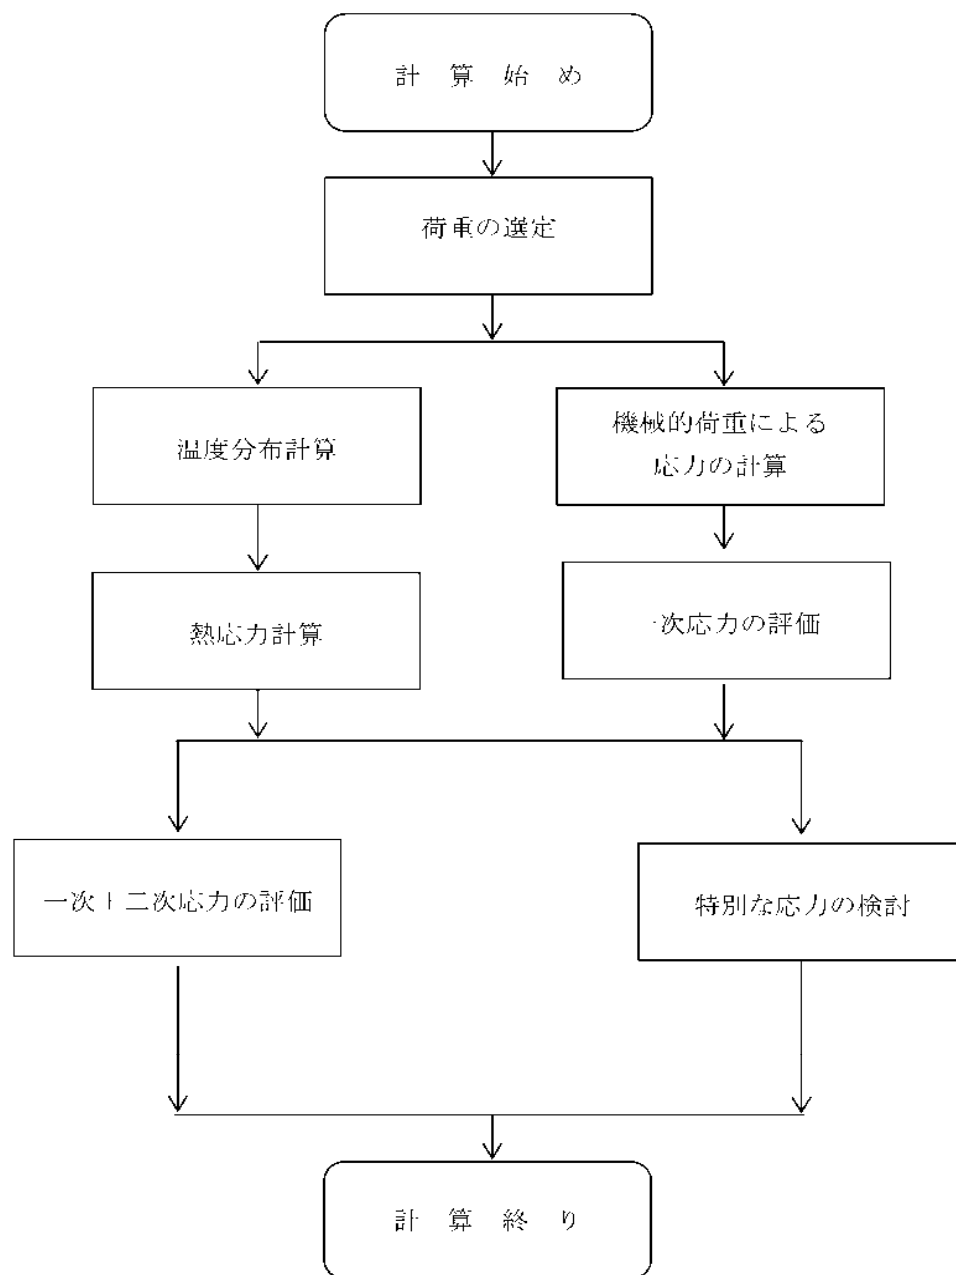 計 算 始 め
荷重の選定
温度分布計算
機械的荷重による
応力の計算
熱応力計算
一次応力の評価
一次+二次応力の評価
特別な応力の検討
計 算 終 り